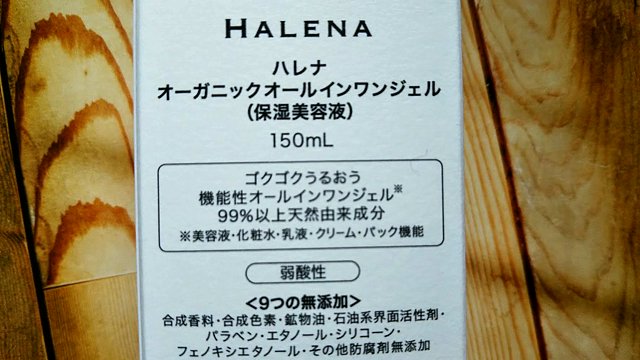 HALENA
ハレナ
オーガニックオールインワンジェル
（保湿美容液）
150mL
ゴクゴクうるおう
機能性オールインワンジェル※
99%以上天然由来成分
※美容液・化粧水・乳液・クリーム・パック機能
弱酸性
<9つの無添加>
合成香料・合成色素・鉱物油・石油系界面活性剤・
パラベン・エタノール・シリコーン・
フェノキシエタノール・その他防腐剤無添加